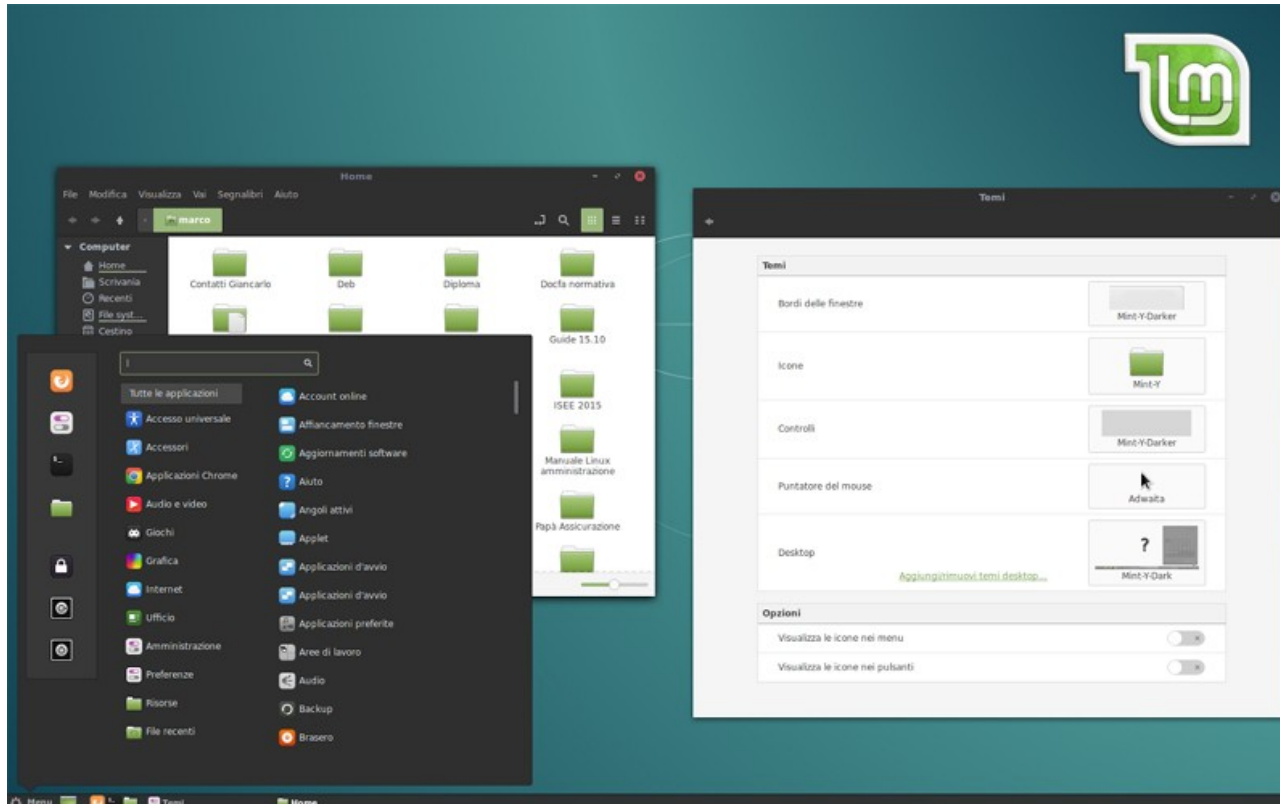 lm
Home
File Modifica Visualizza Vai Segnalibri Aiuto
marco
Computer
Home
Scrivania
Recenti
File syst...
Cestino
Contatti Giancarlo
Deb
Diploma
Docfa normativa
Guide 15.10
ISEE 2015
Manuale Linux
amministrazione
Papà Assicurazione
Tutte le applicazioni
Accesso universale
Accessori
Applicazioni Chrome
Audio e video
Giochi
Grafica
Internet
Ufficio
Amministrazione
Preferenze
Risorse
File recenti
Account online
Affiancamento finestre
Aggiornamenti software
Aiuto
Angoli attivi
Applet
Applicazioni d'avvio
Applicazioni d'avvio
Applicazioni preferite
Aree di lavoro
Audio
Backup
Brasero
Temi
Temi
Bordi delle finestre
Mint-Y-Darker
Icone
Mint-Y
Controlli
Mint-Y-Darker
Puntatore del mouse
Adwaita
Desktop
?
Aggiungi/rimuovi temi desktop...
Mint-Y-Dark
Opzioni
Visualizza le icone nei menu
Visualizza le icone nei pulsanti
Menu Temi Home